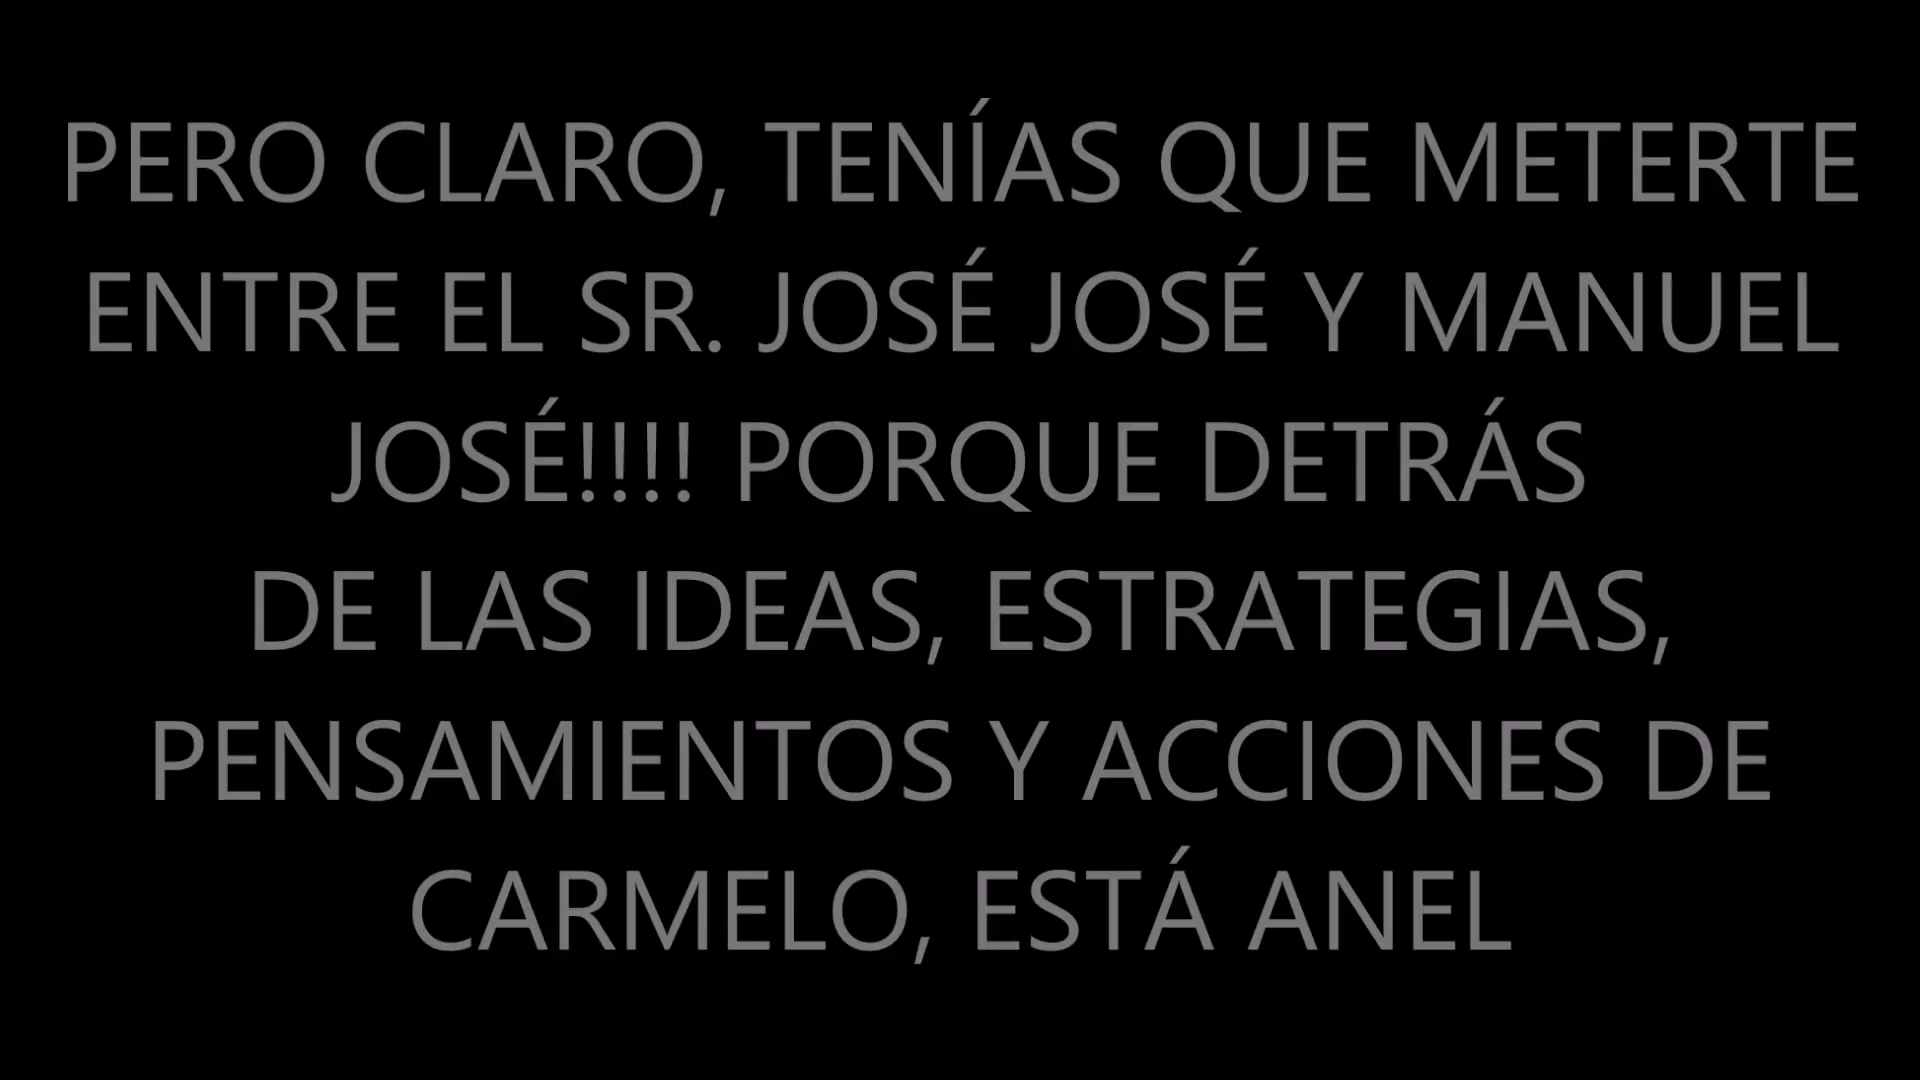 PERO CLARO, TENÍAS QUE METERTE
ENTRE EL SR. JOSÉ JOSÉ Y MANUEL
JOSÉ!!!! PORQUE DETRÁS
DE LAS IDEAS, ESTRATEGIAS,
PENSAMIENTOS Y ACCIONES DE
CARMELO, ESTÁ ANEL